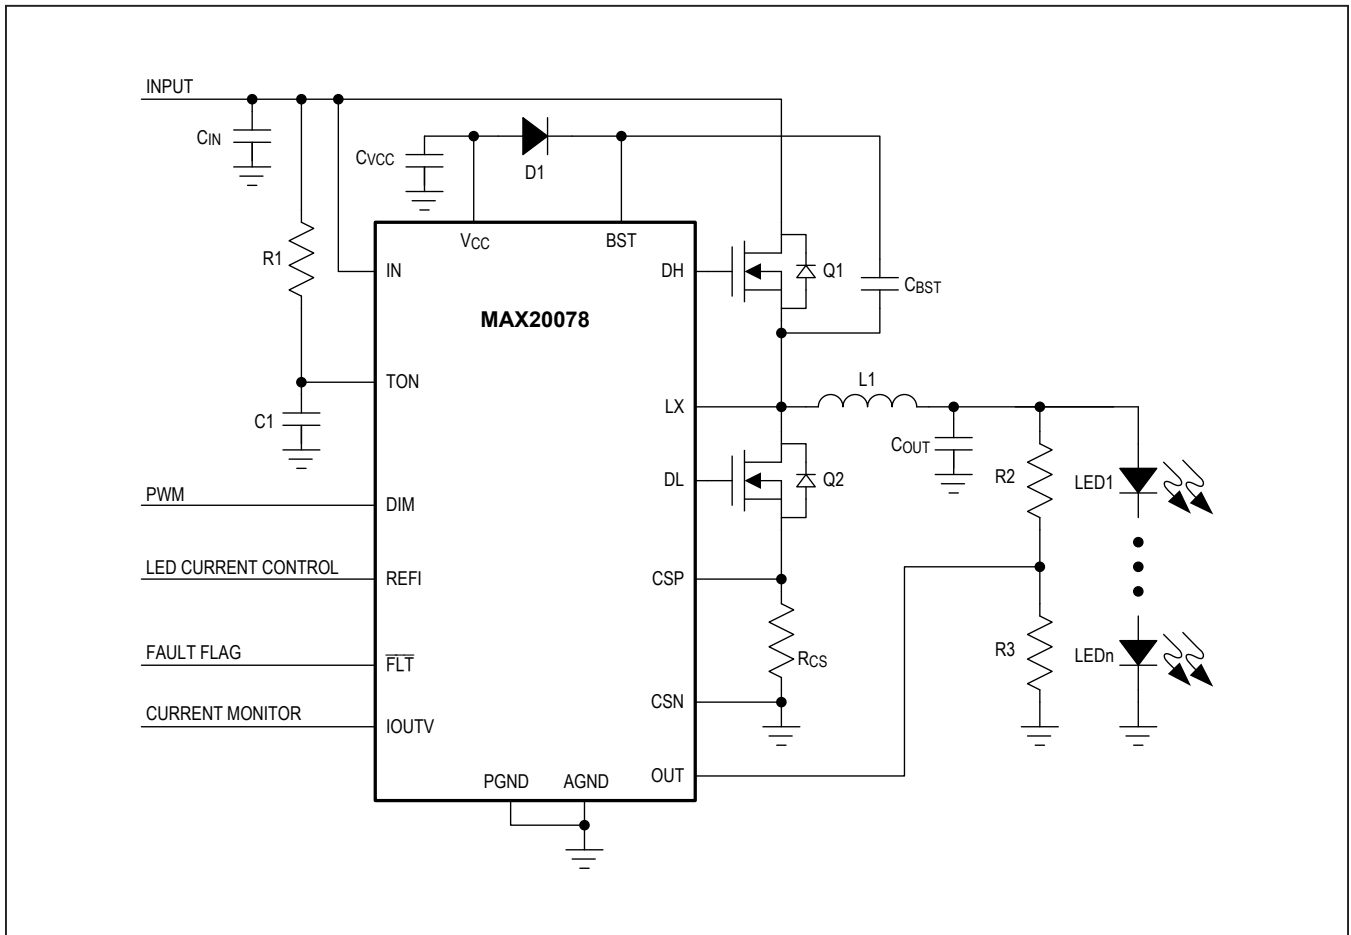 INPUT
CIN
CVCC
D1
R1
VCC
BST
IN
DH
Q1
CBST
MAX20078
TON
C1
LX
L1
COUT
R2
LED1
DL
Q2
PWM
DIM
LED CURRENT CONTROL
REFI
CSP
FAULT FLAG
FLT
RCS
R3
LEDn
CURRENT MONITOR
IOUTV
CSN
OUT
PGND
AGND